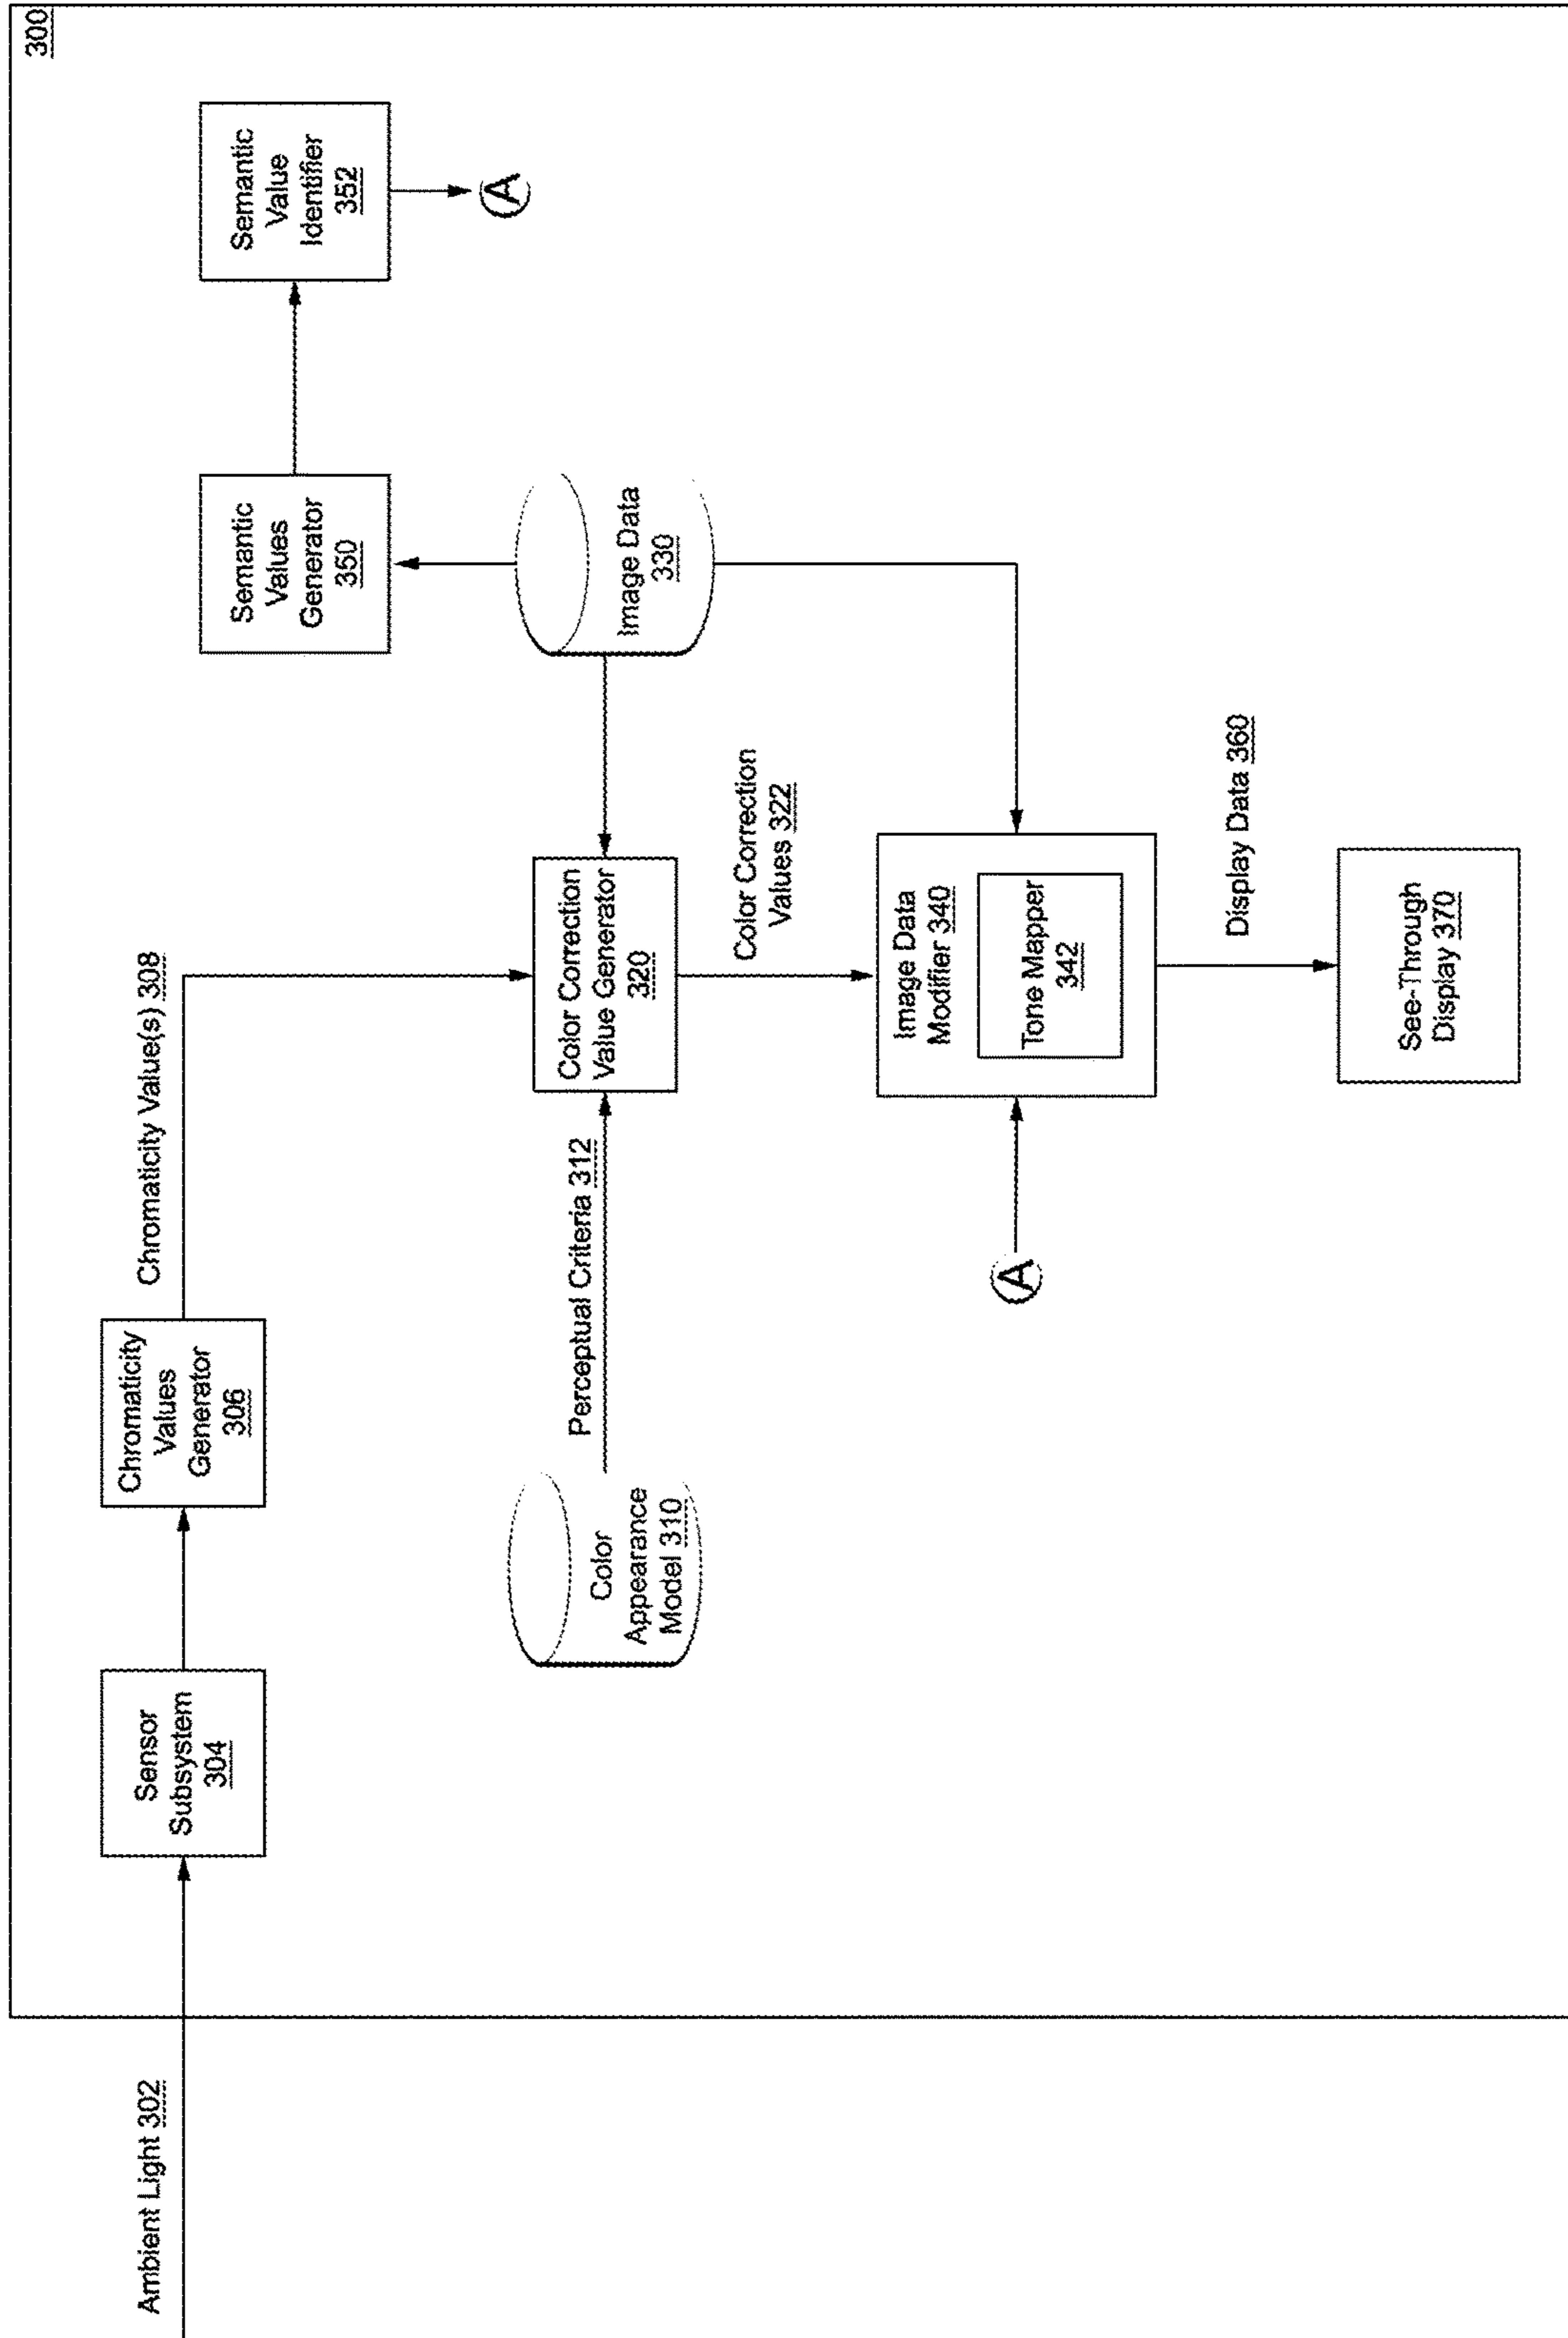 300
Ambient Light 302
Sensor
Subsystem
304
Chromaticity
Values
Generator
306
Chromaticity Value(s) 308
Semantic
Values
Generator
350
Semantic
Value
Identifier
352
A
Color
Appearance
Model 310
Perceptual Criteria 312
Color Correction
Value Generator
320
Image Data
330
Color Correction
Values 322
A
Image Data
Modifier 340
Tone Mapper
342
Display Data 360
See-Through
Display 370